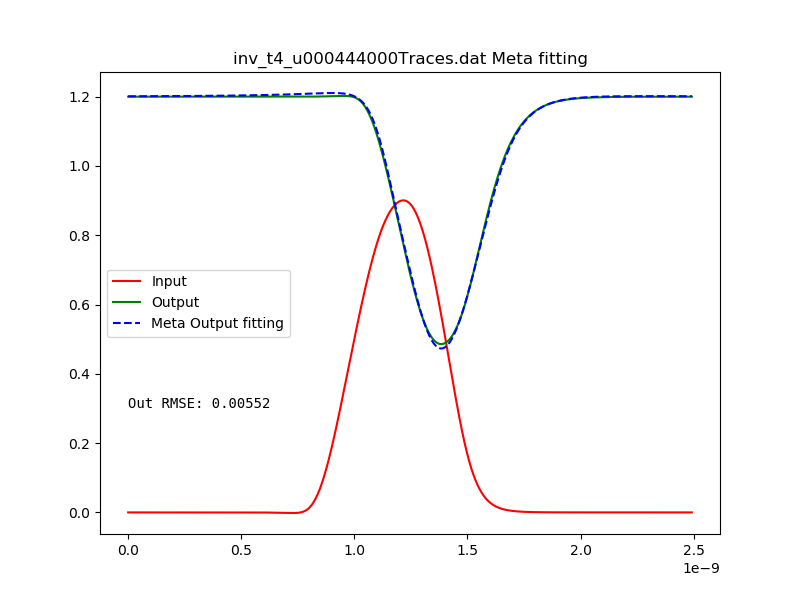 inv_t4_u000444000Traces.dat Meta fitting
1.2
1.0
0.8
0.6
0.4
0.2
0.0
Input
Output
Meta Output fitting
Out RMSE: 0.00552
0.0 0.5 1.0 1.5 2.0 2.5
1e−9